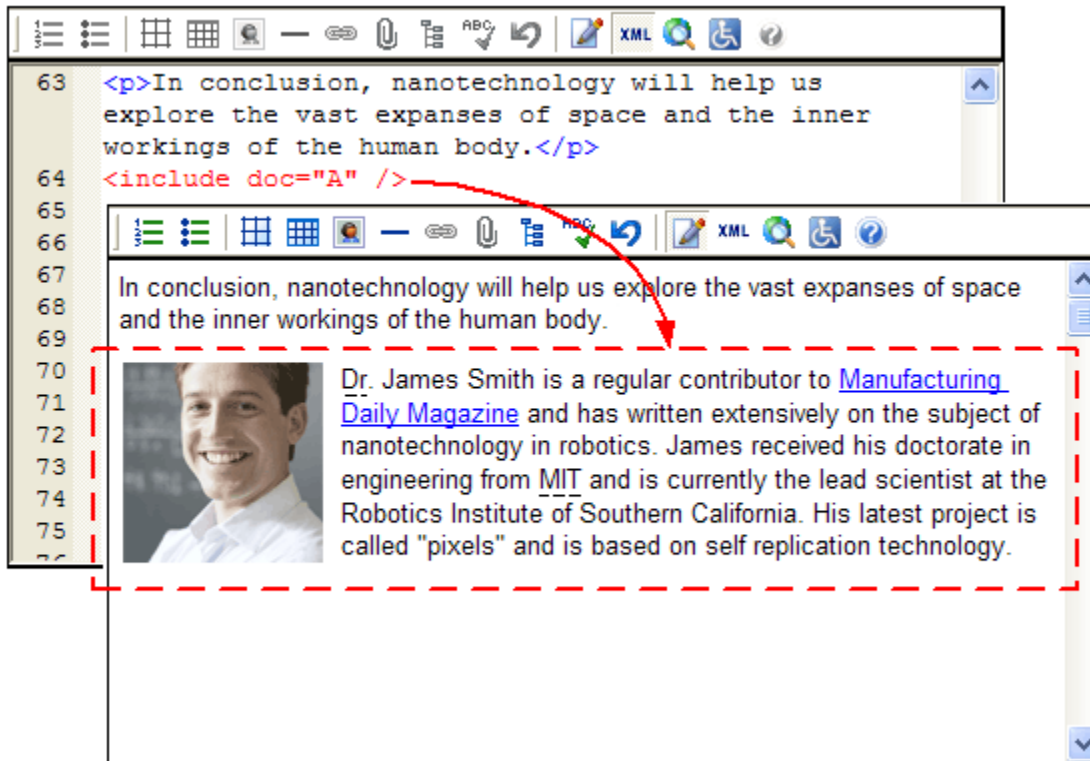 ABC XML
63 <p>In conclusion, nanotechnology will help us
explore the vast expanses of space and the inner
workings of the human body.</p>
64 <include doc="A" />
65
66
67
68
69
70
71
72
73
74
75
76
ABC XML
In conclusion, nanotechnology will help us explore the vast expanses of space
and the inner workings of the human body.
Dr. James Smith is a regular contributor to Manufacturing
Daily Magazine and has written extensively on the subject of
nanotechnology in robotics. James received his doctorate in
engineering from MIT and is currently the lead scientist at the
Robotics Institute of Southern California. His latest project is
called "pixels" and is based on self replication technology.